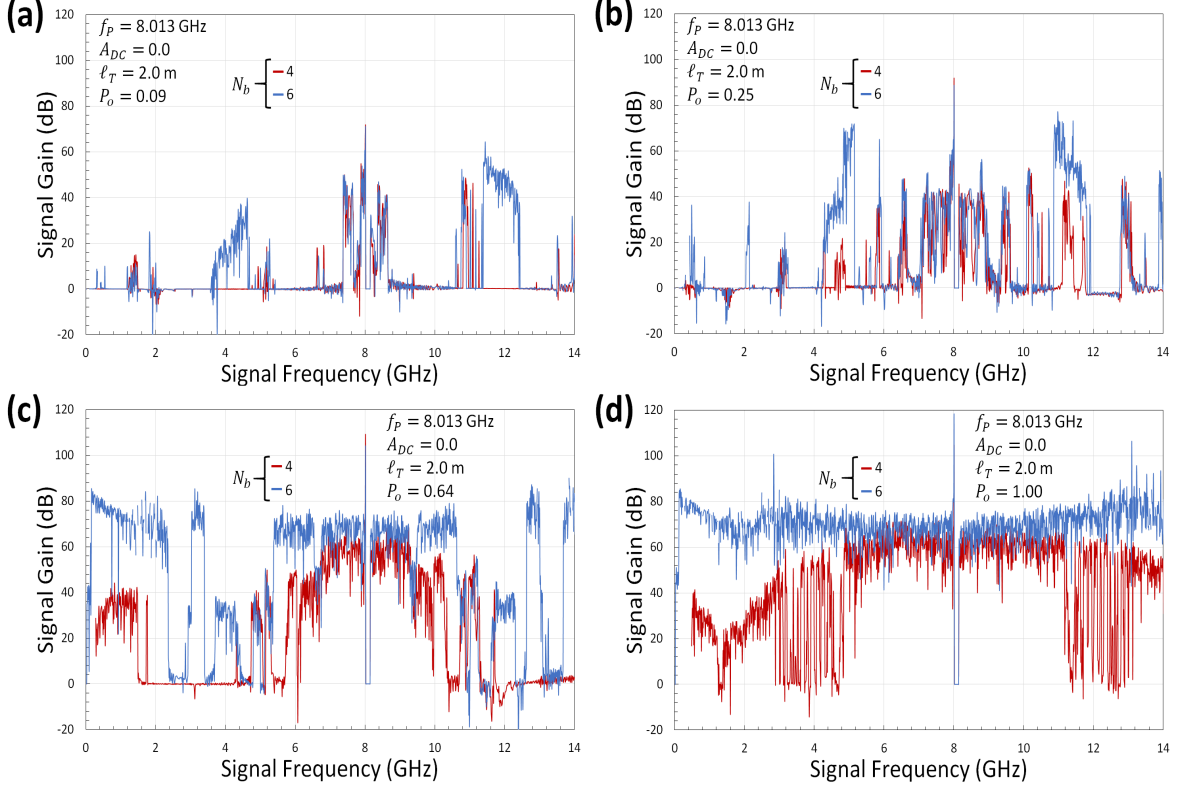 (a)
120
100
80
60
40
20
0
-20
Signal Gain (dB)
f_P = 8.013 GHz
A_DC = 0.0
ℓ_T = 2.0 m
P_o = 0.09
N_b
4
6
0 2 4 6 8 10 12 14
Signal Frequency (GHz)
(b)
120
100
80
60
40
20
0
-20
Signal Gain (dB)
f_P = 8.013 GHz
A_DC = 0.0
ℓ_T = 2.0 m
P_o = 0.25
N_b
4
6
0 2 4 6 8 10 12 14
Signal Frequency (GHz)
(c)
120
100
80
60
40
20
0
-20
Signal Gain (dB)
f_P = 8.013 GHz
A_DC = 0.0
ℓ_T = 2.0 m
P_o = 0.64
N_b
4
6
0 2 4 6 8 10 12 14
Signal Frequency (GHz)
(d)
120
100
80
60
40
20
0
-20
Signal Gain (dB)
f_P = 8.013 GHz
A_DC = 0.0
ℓ_T = 2.0 m
P_o = 1.00
N_b
4
6
0 2 4 6 8 10 12 14
Signal Frequency (GHz)